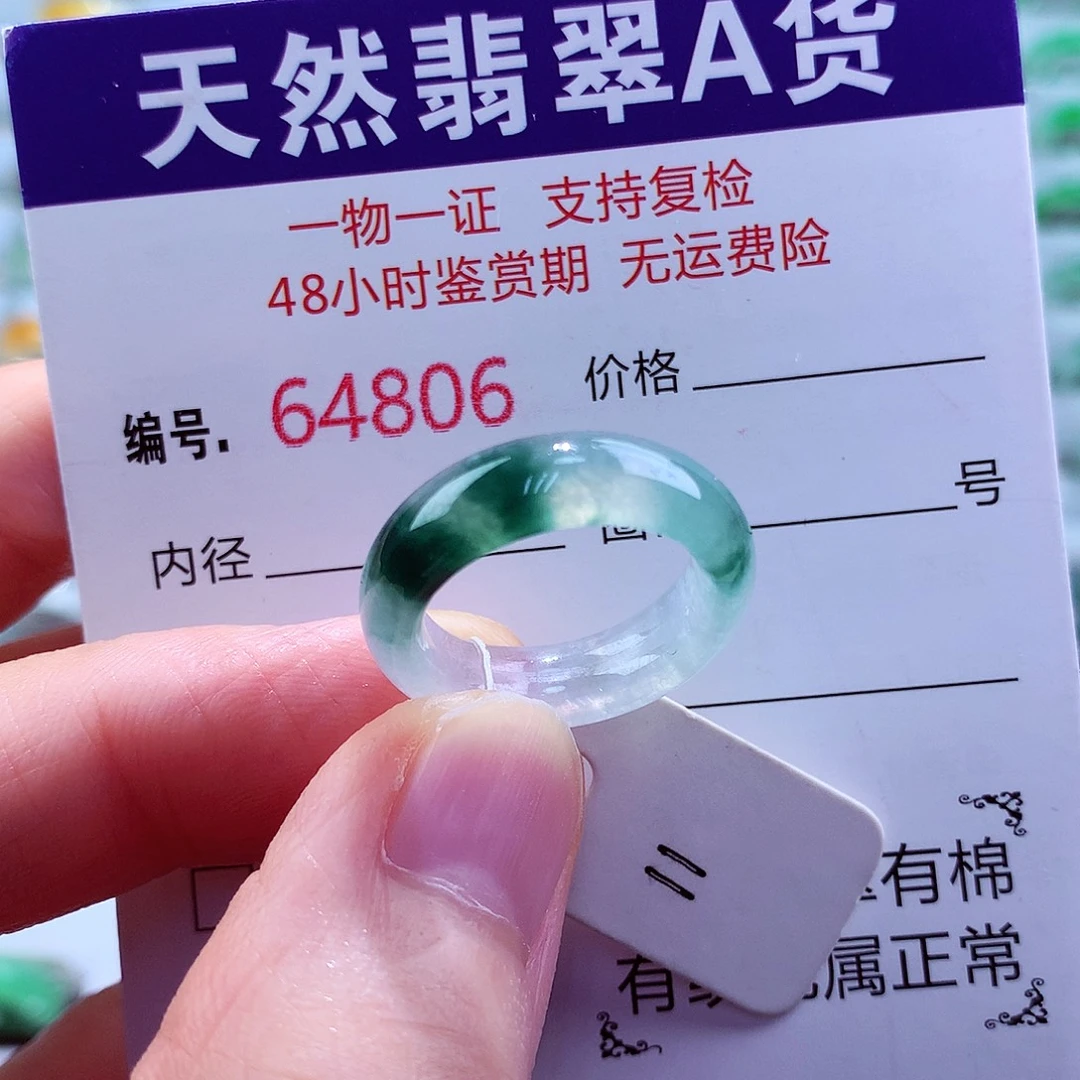 天然翡翠A货
一物一证 支持复检
48小时鉴赏期 无运费险
编号. 64806 价格
内径 号
有棉
有 属正常